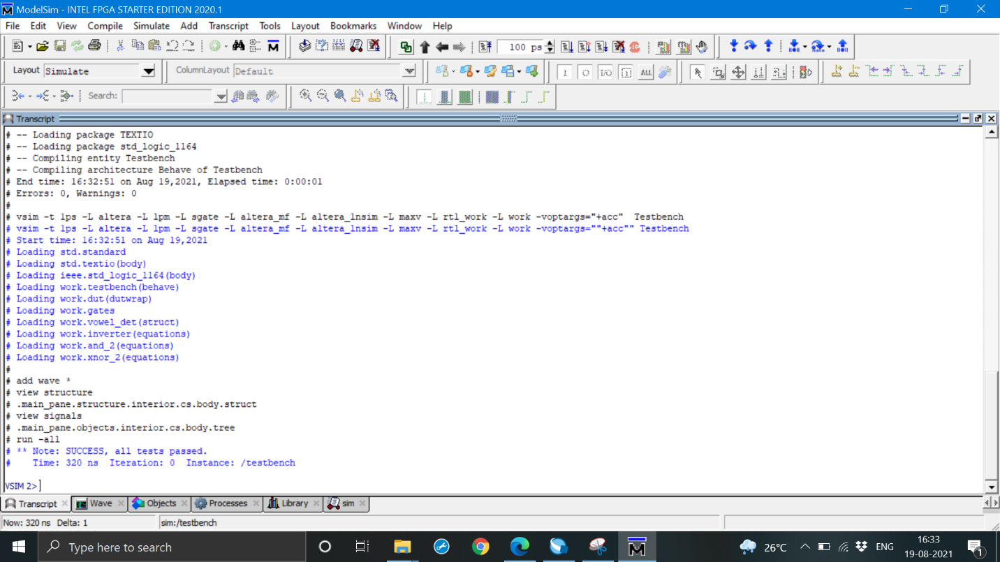 ModelSim - INTEL FPGA STARTER EDITION 2020.1
File Edit View Compile Simulate Add Transcript Tools Layout Bookmarks Window Help
100 ps
Layout Simulate
ColumnLayout Default
I/O
ALL
Search:
Transcript
# -- Loading package TEXTIO
# -- Loading package std_logic_1164
# -- Compiling entity Testbench
# -- Compiling architecture Behave of Testbench
# End time: 16:32:51 on Aug 19,2021, Elapsed time: 0:00:01
# Errors: 0, Warnings: 0
#
# vsim -t 1ps -L altera -L lpm -L sgate -L altera_mf -L altera_lnsim -L maxv -L rtl_work -L work -voptargs="+acc"  Testbench
# vsim -t 1ps -L altera -L lpm -L sgate -L altera_mf -L altera_lnsim -L maxv -L rtl_work -L work -voptargs=""+acc"" Testbench
# Start time: 16:32:51 on Aug 19,2021
# Loading std.standard
# Loading std.textio(body)
# Loading ieee.std_logic_1164(body)
# Loading work.testbench(behave)
# Loading work.dut(dutwrap)
# Loading work.gates
# Loading work.vowel_det(struct)
# Loading work.inverter(equations)
# Loading work.and_2(equations)
# Loading work.xnor_2(equations)
#
# add wave *
# view structure
# .main_pane.structure.interior.cs.body.struct
# view signals
# .main_pane.objects.interior.cs.body.tree
# run -all
# ** Note: SUCCESS, all tests passed.
#    Time: 320 ns  Iteration: 0  Instance: /testbench
VSIM 2>
Transcript Wave Objects Processes Library sim
Now: 320 ns  Delta: 1
sim:/testbench
Type here to search
26°C
ENG
16:33
19-08-2021
1